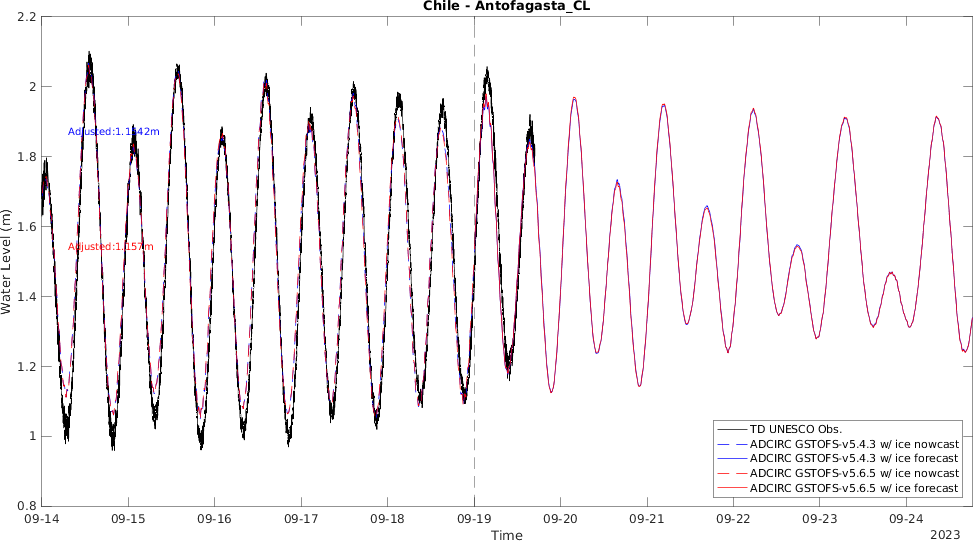 Chile - Antofagasta_CL
2.2
2
1.8
1.6
1.4
1.2
1
0.8
Water Level (m)
Adjusted:1.1542m
Adjusted:1.157m
TD UNESCO Obs.
ADCIRC GSTOFS-v5.4.3 w/ ice nowcast
ADCIRC GSTOFS-v5.4.3 w/ ice forecast
ADCIRC GSTOFS-v5.6.5 w/ ice nowcast
ADCIRC GSTOFS-v5.6.5 w/ ice forecast
09-14 09-15 09-16 09-17 09-18 09-19 09-20 09-21 09-22 09-23 09-24
Time
2023